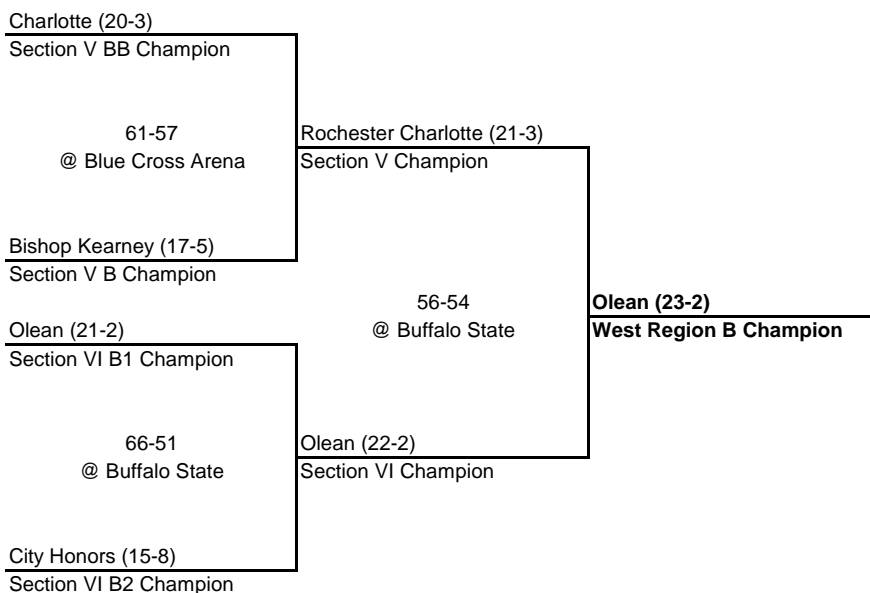 Charlotte (20-3)
Section V BB Champion
61-57
@ Blue Cross Arena
Rochester Charlotte (21-3)
Section V Champion
Bishop Kearney (17-5)
Section V B Champion
56-54
@ Buffalo State
Olean (23-2)
West Region B Champion
Olean (21-2)
Section VI B1 Champion
66-51
@ Buffalo State
Olean (22-2)
Section VI Champion
City Honors (15-8)
Section VI B2 Champion